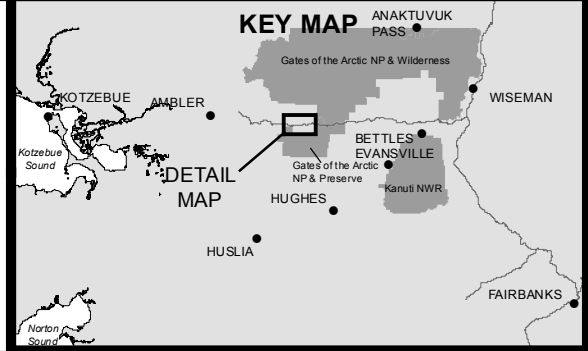 KEY MAP
ANAKTUVUK
PASS
Gates of the Arctic NP & Wilderness
KOTZEBUE
AMBLER
WISEMAN
Kotzebue
Sound
BETTLES
EVANSVILLE
Gates of the Arctic
NP & Preserve
DETAIL
MAP
Kanuti NWR
HUGHES
HUSLIA
FAIRBANKS
Norton
Sound